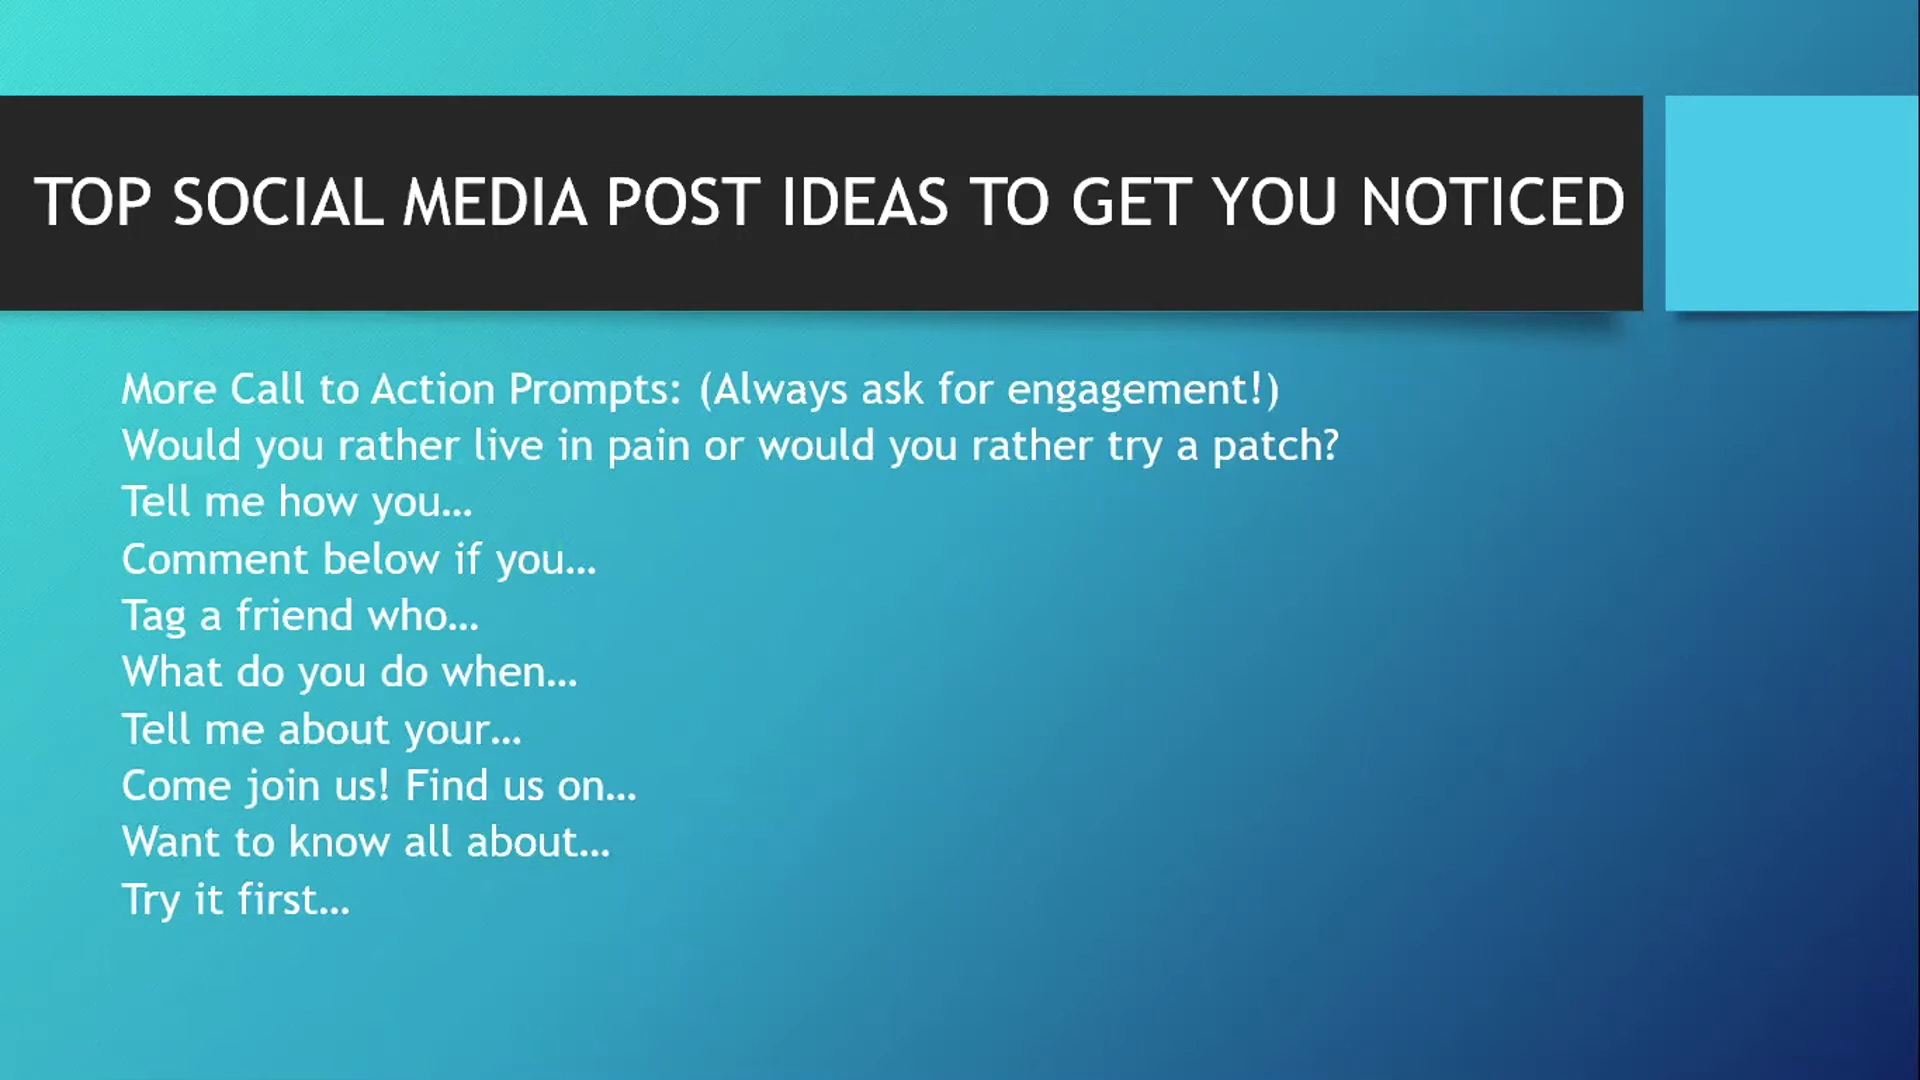 TOP SOCIAL MEDIA POST IDEAS TO GET YOU NOTICED
More Call to Action Prompts: (Always ask for engagement!)
Would you rather live in pain or would you rather try a patch?
Tell me how you…
Comment below if you…
Tag a friend who…
What do you do when…
Tell me about your…
Come join us! Find us on…
Want to know all about…
Try it first…